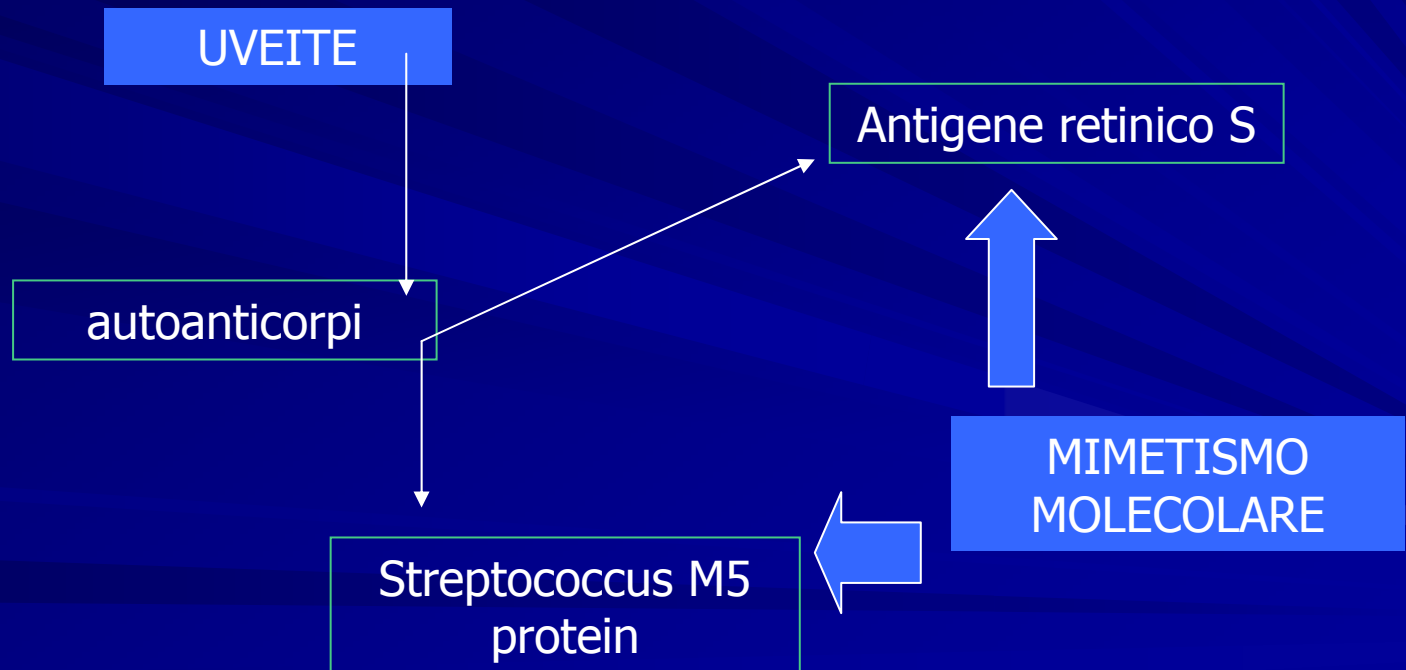 UVEITE
Antigene retinico S
autoanticorpi
MIMETISMO
MOLECOLARE
Streptococcus M5
protein